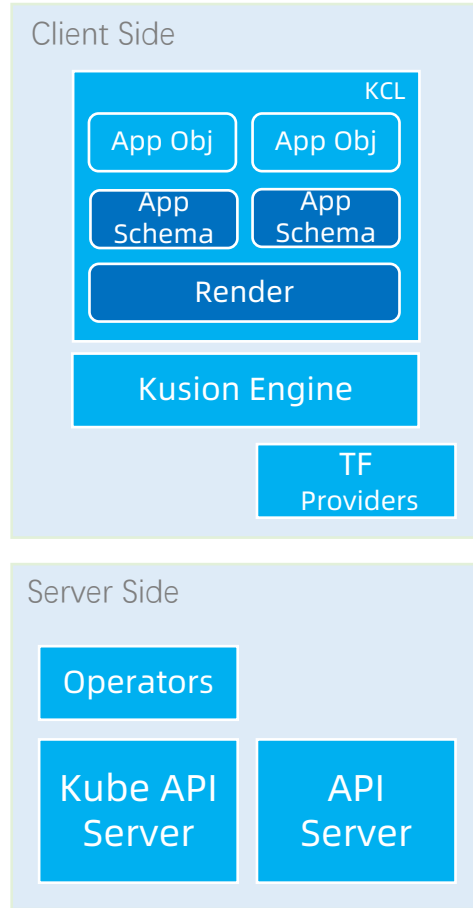 Client Side
KCL
App Obj
App Obj
App
Schema
App
Schema
Render
Kusion Engine
TF
Providers
Server Side
Operators
Kube API
Server
API
Server